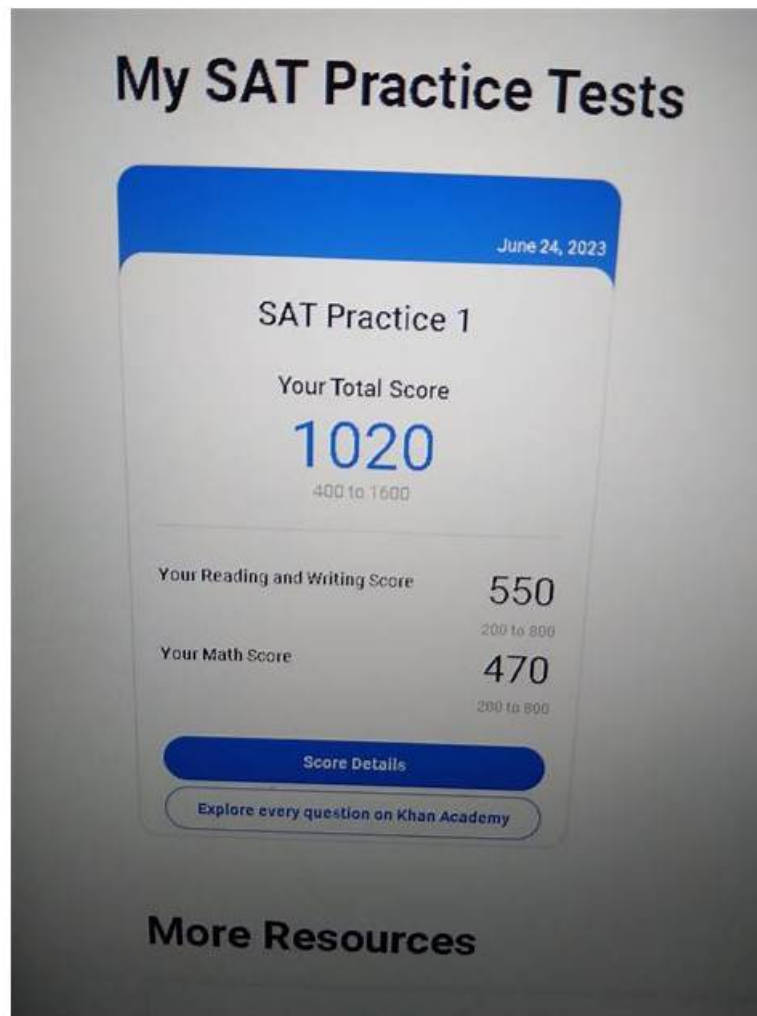 My SAT Practice Tests
June 24, 2023
SAT Practice 1
Your Total Score
1020
400 to 1600
Your Reading and Writing Score
550
200 to 800
Your Math Score
470
200 to 800
Score Details
Explore every question on Khan Academy
More Resources